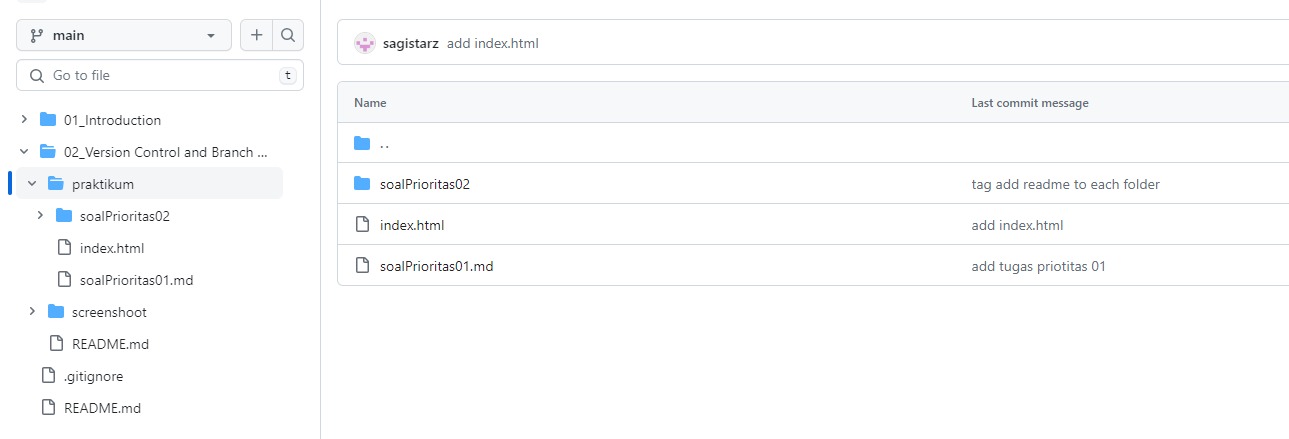 main
Go to file
t
01_Introduction
02_Version Control and Branch ...
praktikum
soalPrioritas02
index.html
soalPrioritas01.md
screenshoot
README.md
.gitignore
README.md
sagistarz add index.html
Name Last commit message
..
soalPrioritas02 tag add readme to each folder
index.html add index.html
soalPrioritas01.md add tugas priotitas 01